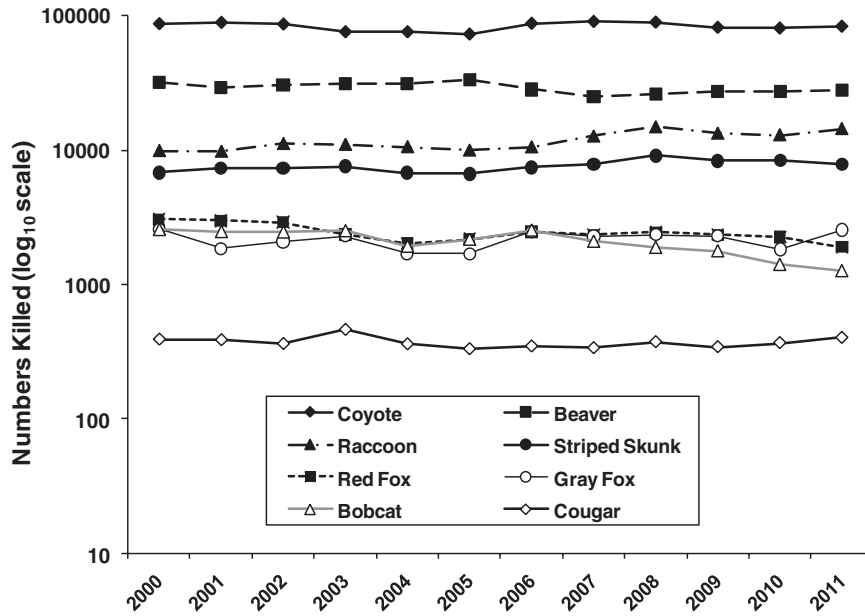 Numbers Killed (log₁₀ scale)
100000
10000
1000
100
10
Coyote
Beaver
Raccoon
Striped Skunk
Red Fox
Gray Fox
Bobcat
Cougar
2000 2001 2002 2003 2004 2005 2006 2007 2008 2009 2010 2011